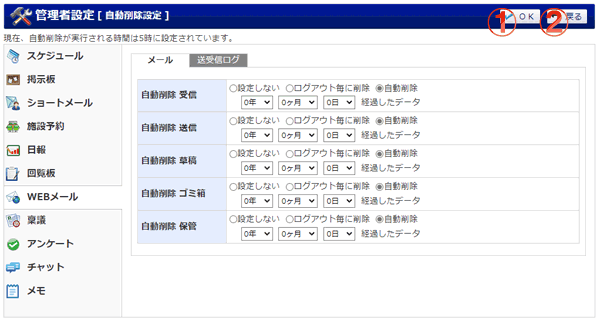 管理者設定 [ 自動削除設定 ]
① OK ② 戻る
現在、自動削除が実行される時間は5時に設定されています。
スケジュール
掲示板
ショートメール
施設予約
日報
回覧板
WEBメール
稟議
アンケート
チャット
メモ
メール 送受信ログ
自動削除 受信
設定しない ログアウト毎に削除 自動削除
0年 0ヶ月 0日 経過したデータ
自動削除 送信
設定しない ログアウト毎に削除 自動削除
0年 0ヶ月 0日 経過したデータ
自動削除 草稿
設定しない ログアウト毎に削除 自動削除
0年 0ヶ月 0日 経過したデータ
自動削除 ゴミ箱
設定しない ログアウト毎に削除 自動削除
0年 0ヶ月 0日 経過したデータ
自動削除 保管
設定しない ログアウト毎に削除 自動削除
0年 0ヶ月 0日 経過したデータ